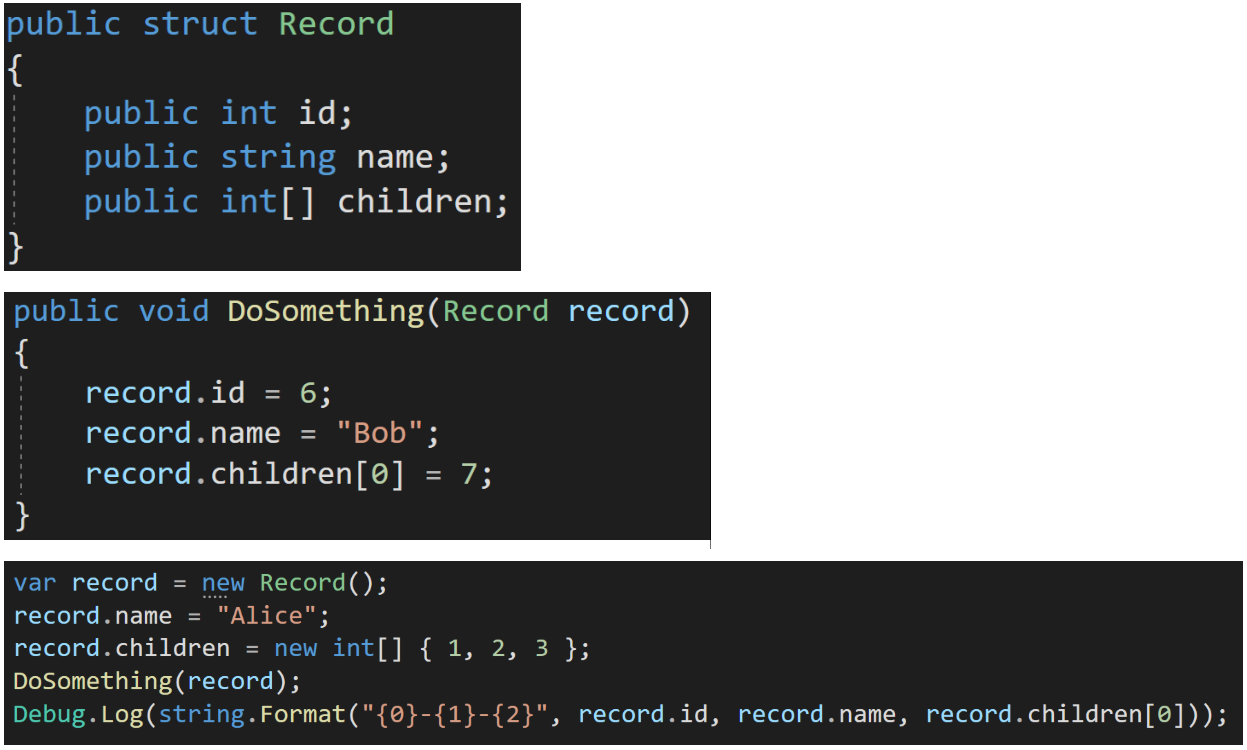 public struct Record
{
    public int id;
    public string name;
    public int[] children;
}
public void DoSomething(Record record)
{
    record.id = 6;
    record.name = "Bob";
    record.children[0] = 7;
}
var record = new Record();
record.name = "Alice";
record.children = new int[] { 1, 2, 3 };
DoSomething(record);
Debug.Log(string.Format("{0}-{1}-{2}", record.id, record.name, record.children[0]));